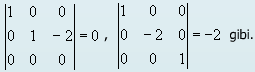 |1 0 0|
|0 1 -2| = 0 ,
|0 0 0|
|1 0 0|
|0 -2 0| = -2 gibi.
|0 0 1|